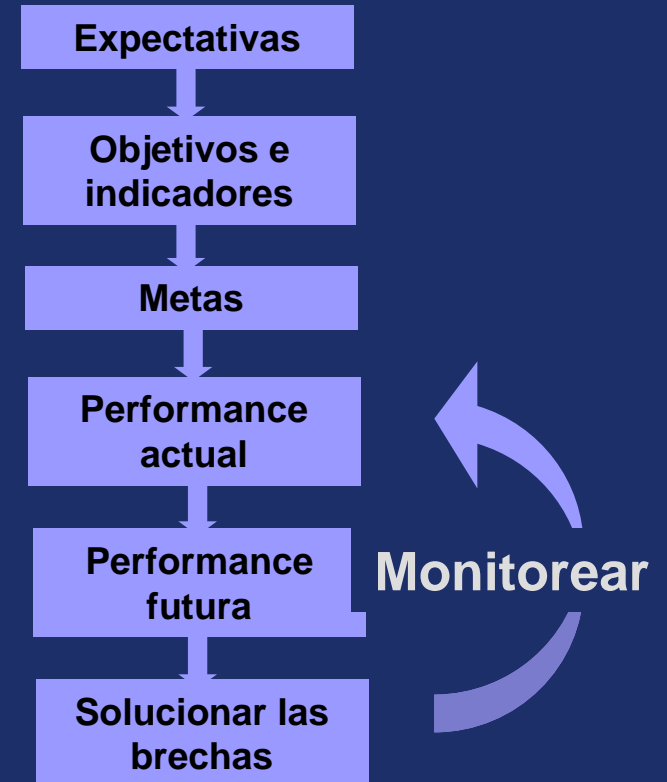 Expectativas
Objetivos e
indicadores
Metas
Performance
actual
Performance
futura
Monitorear
Solucionar las
brechas